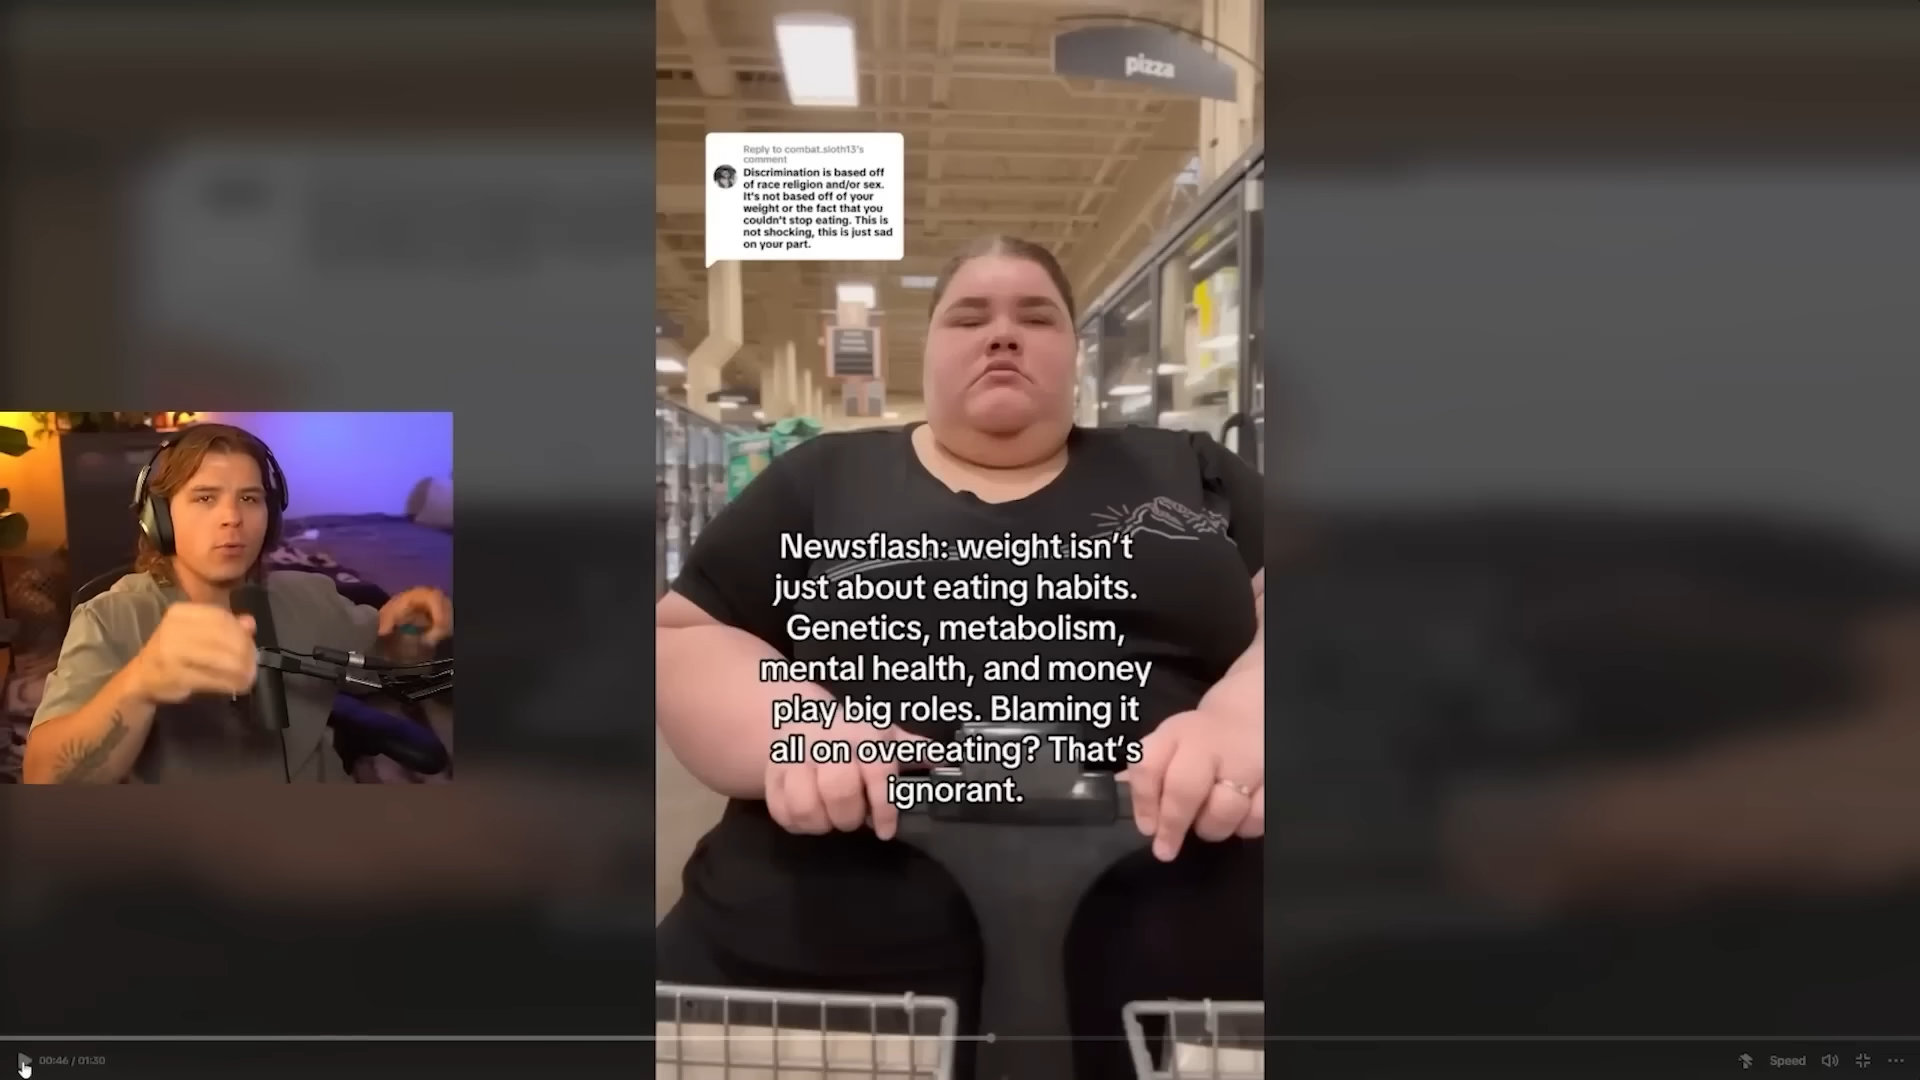 pizza
Reply to combat.sloth13's
comment
Discrimination is based off
of race religion and/or sex.
It's not based off of your
weight or the fact that you
couldn't stop eating. This is
not shocking, this is just sad
on your part.
Newsflash: weight isn't
just about eating habits.
Genetics, metabolism,
mental health, and money
play big roles. Blaming it
all on overeating? That's
ignorant.
00:46 / 01:30
Speed